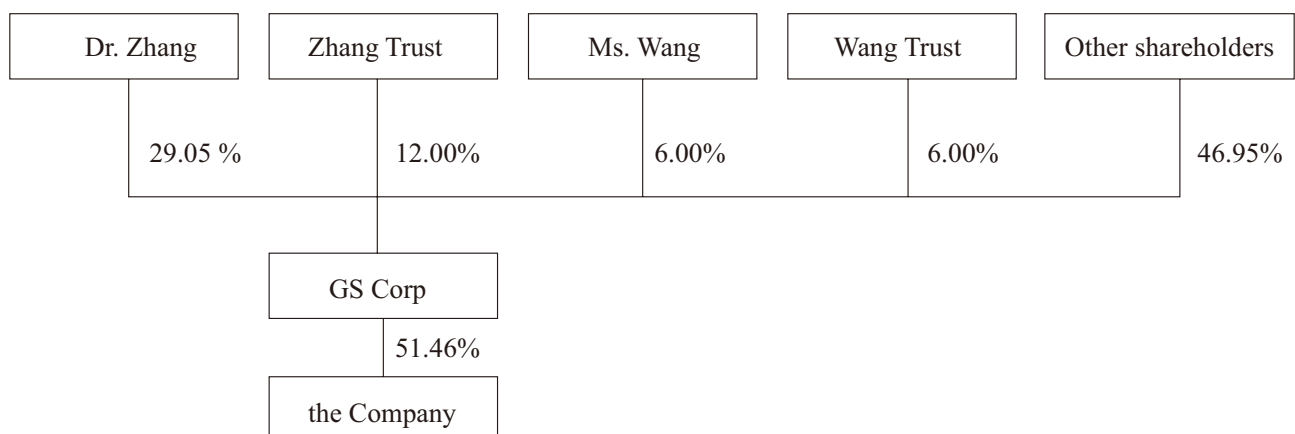 Dr. Zhang
Zhang Trust
Ms. Wang
Wang Trust
Other shareholders
29.05 %
12.00%
6.00%
6.00%
46.95%
GS Corp
51.46%
the Company